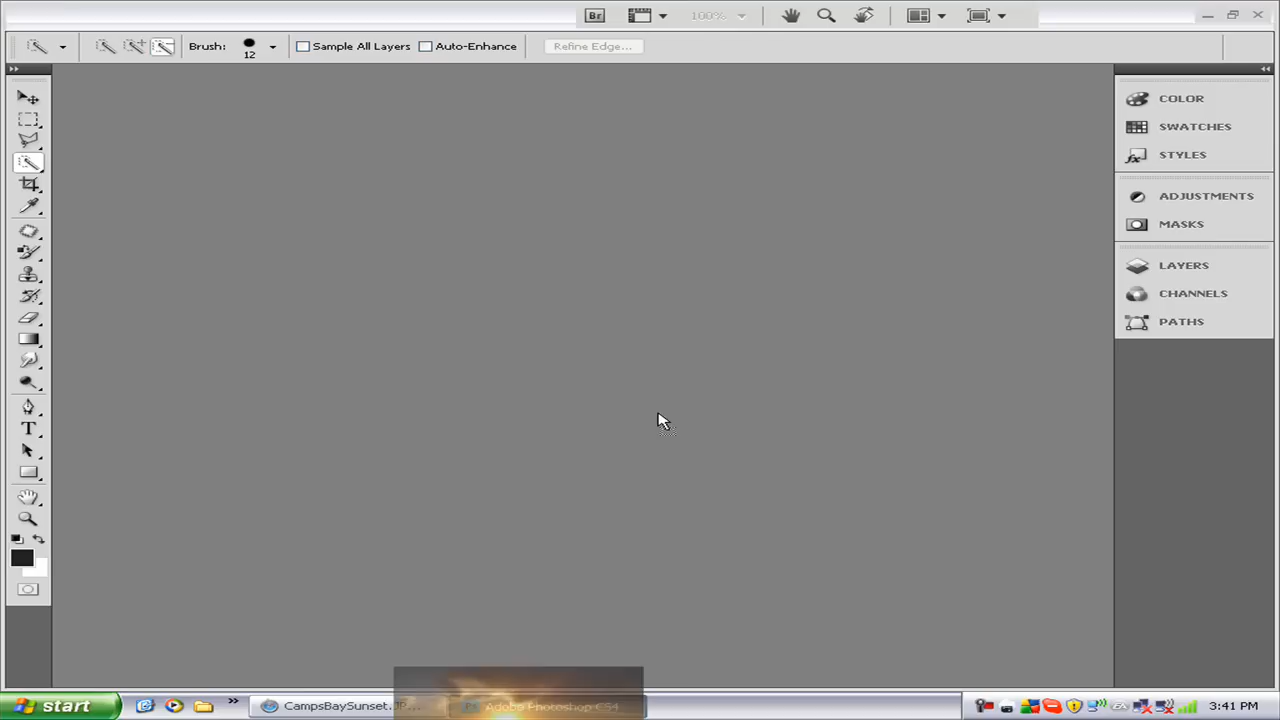 Br 100%
Brush: 12 Sample All Layers Auto-Enhance Refine Edge...
COLOR
SWATCHES
STYLES
ADJUSTMENTS
MASKS
LAYERS
CHANNELS
PATHS
T
start CampsBaySunset.JP... Ps Adobe Photoshop CS4 3:41 PM